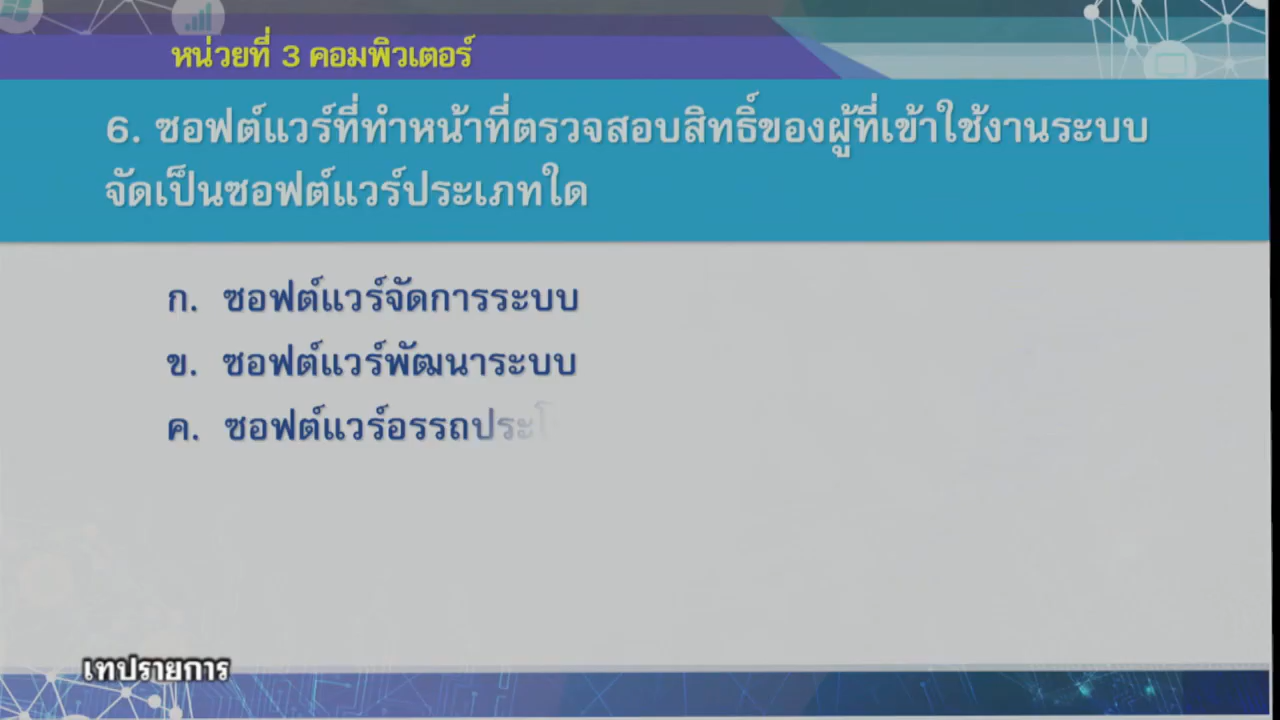 หน่วยที่ 3 คอมพิวเตอร์
6. ซอฟต์แวร์ที่ทำหน้าที่ตรวจสอบสิทธิ์ของผู้ที่เข้าใช้งานระบบ
จัดเป็นซอฟต์แวร์ประเภทใด
ก. ซอฟต์แวร์จัดการระบบ
ข. ซอฟต์แวร์พัฒนาระบบ
ค. ซอฟต์แวร์อรรถประโ
เทปรายการ